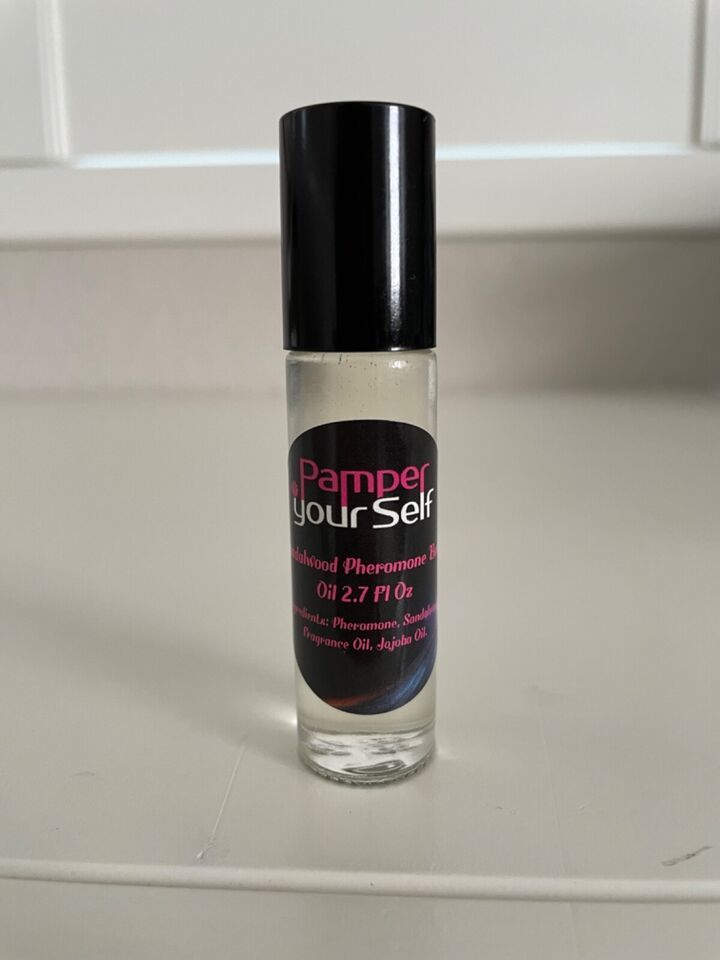 Pamper
your Self
Pheromone
Oil 2.7 Fl Oz
Pheromone,
Fragrance Oil, Jojoba Oil.